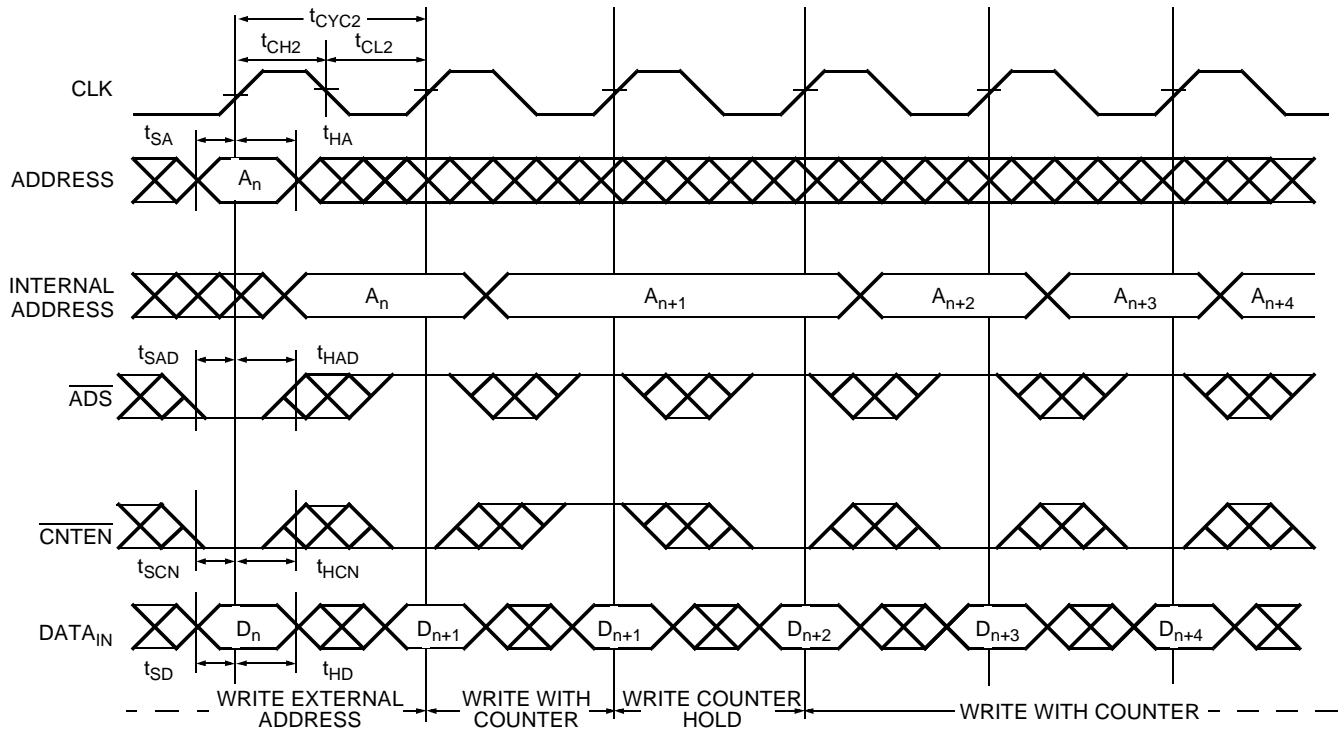 tCYC2
tCH2 tCL2
CLK
tSA tHA
ADDRESS An
INTERNAL
ADDRESS An An+1 An+2 An+3 An+4
tSAD tHAD
ADS
CNTEN
tSCN tHCN
DATAIN Dn Dn+1 Dn+1 Dn+2 Dn+3 Dn+4
tSD tHD
WRITE EXTERNAL
ADDRESS
WRITE WITH
COUNTER
WRITE COUNTER
HOLD
WRITE WITH COUNTER